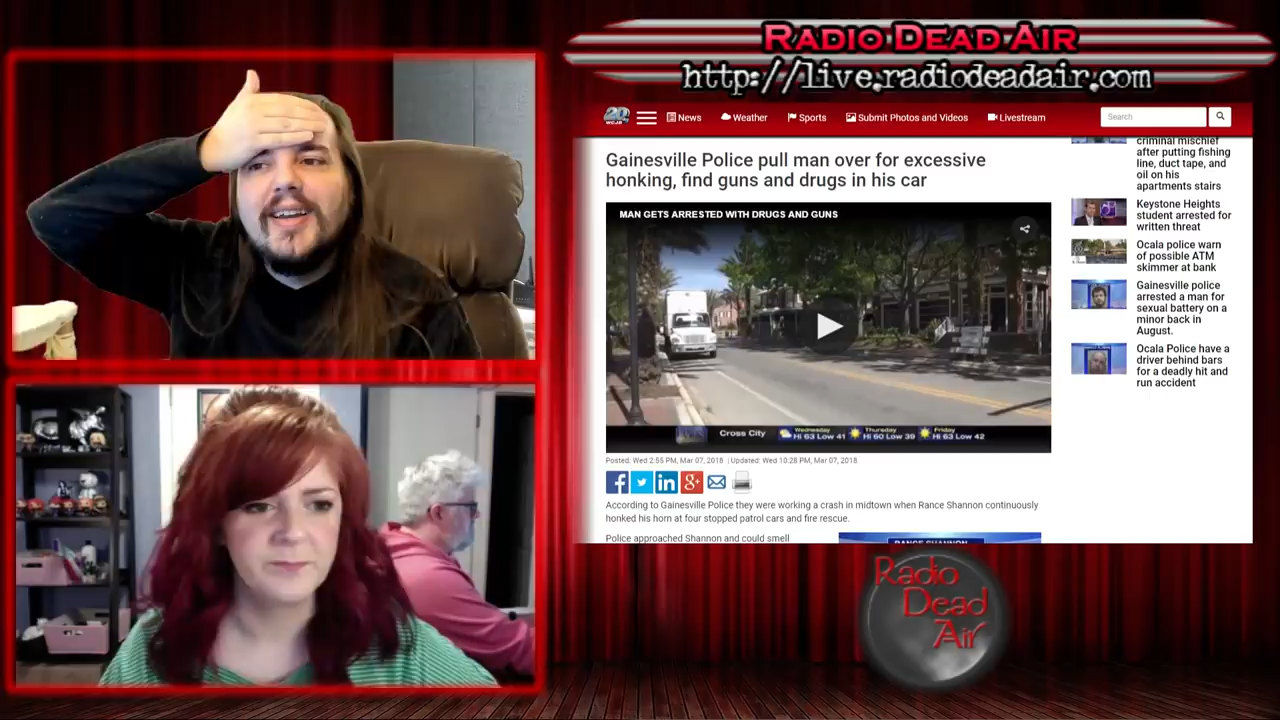 RADIO DEAD AIR
http://live.radiodeadair.com
20
WCJB
News
Weather
Sports
Submit Photos and Videos
Livestream
Search
Gainesville Police pull man over for excessive
honking, find guns and drugs in his car
MAN GETS ARRESTED WITH DRUGS AND GUNS
Cross City
Wednesday
Hi 63 Low 41
Thursday
Hi 60 Low 39
Friday
Hi 63 Low 42
Posted: Wed 2:55 PM, Mar 07, 2018 | Updated: Wed 10:28 PM, Mar 07, 2018
According to Gainesville Police they were working a crash in midtown when Rance Shannon continuously
honked his horn at four stopped patrol cars and fire rescue.
Police approached Shannon and could smell
RANCE SHANNON
criminal mischief
after putting fishing
line, duct tape, and
oil on his
apartments stairs
Keystone Heights
student arrested for
written threat
Ocala police warn
of possible ATM
skimmer at bank
Gainesville police
arrested a man for
sexual battery on a
minor back in
August.
Ocala Police have a
driver behind bars
for a deadly hit and
run accident
Radio
Dead
Air